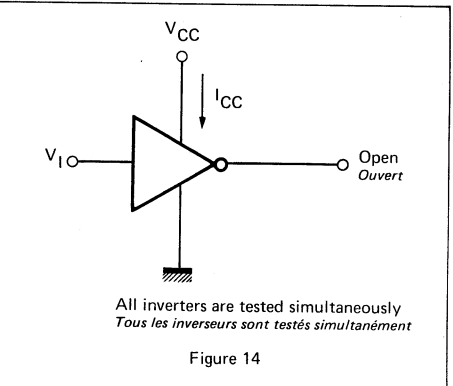 VCC
ICC
VI
Open
Ouvert
All inverters are tested simultaneously
Tous les inverseurs sont testés simultanément
Figure 14